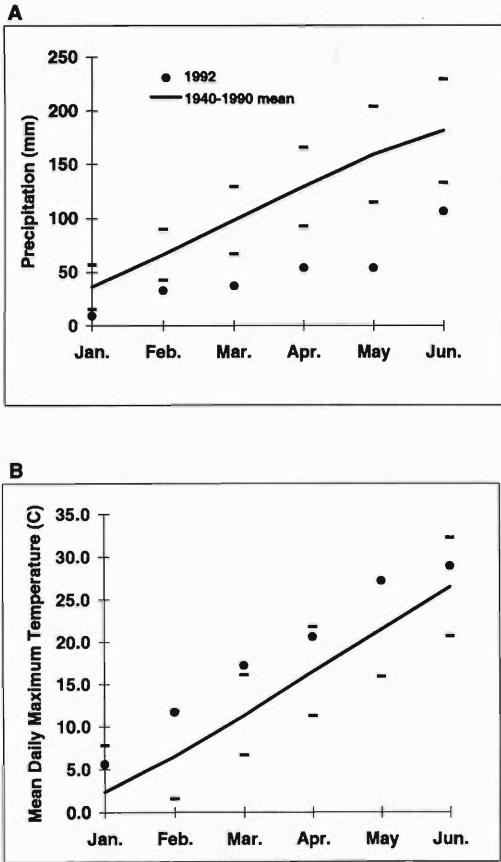 A
Precipitation (mm)
250
200
150
100
50
0
1992
1940-1990 mean
Jan. Feb. Mar. Apr. May Jun.
B
Mean Daily Maximum Temperature (C)
35.0
30.0
25.0
20.0
15.0
10.0
5.0
0.0
Jan. Feb. Mar. Apr. May Jun.